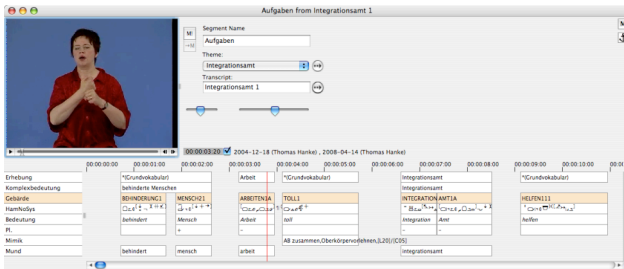 Aufgaben from Integrationsamt 1
Segment Name
Aufgaben
Theme:
Integrationsamt
Transcript:
Integrationsamt 1
00:00:03:20 2004-12-18 (Thomas Hanke) , 2008-04-14 (Thomas Hanke)
00:00:00:00 00:00:01:00 00:00:02:00 00:00:03:00 00:00:04:00 00:00:05:00 00:00:06:00 00:00:07:00 00:00:08:00 00:00:09:00 00:00:10:00
Erhebung *(Grundvokabular) Arbeit *(Grundvokabular) Integrationsamt *(Grundvokabular)
Komplexbedeutung behinderte Menschen Integrationsamt
Gebärde BEHINDERUNG1 MENSCH21 ARBEITEN1A TOLL1 INTEGRATION AMT1A HELFEN111
HamNoSys
Bedeutung behindert Mensch Arbeit toll Integration Amt helfen
Pl. - + - - - - -
AB zusammen,Oberkörpervorlehnen,[L20]/[C05]
Mimik
Mund behindert mensch arbeit integrationsamt